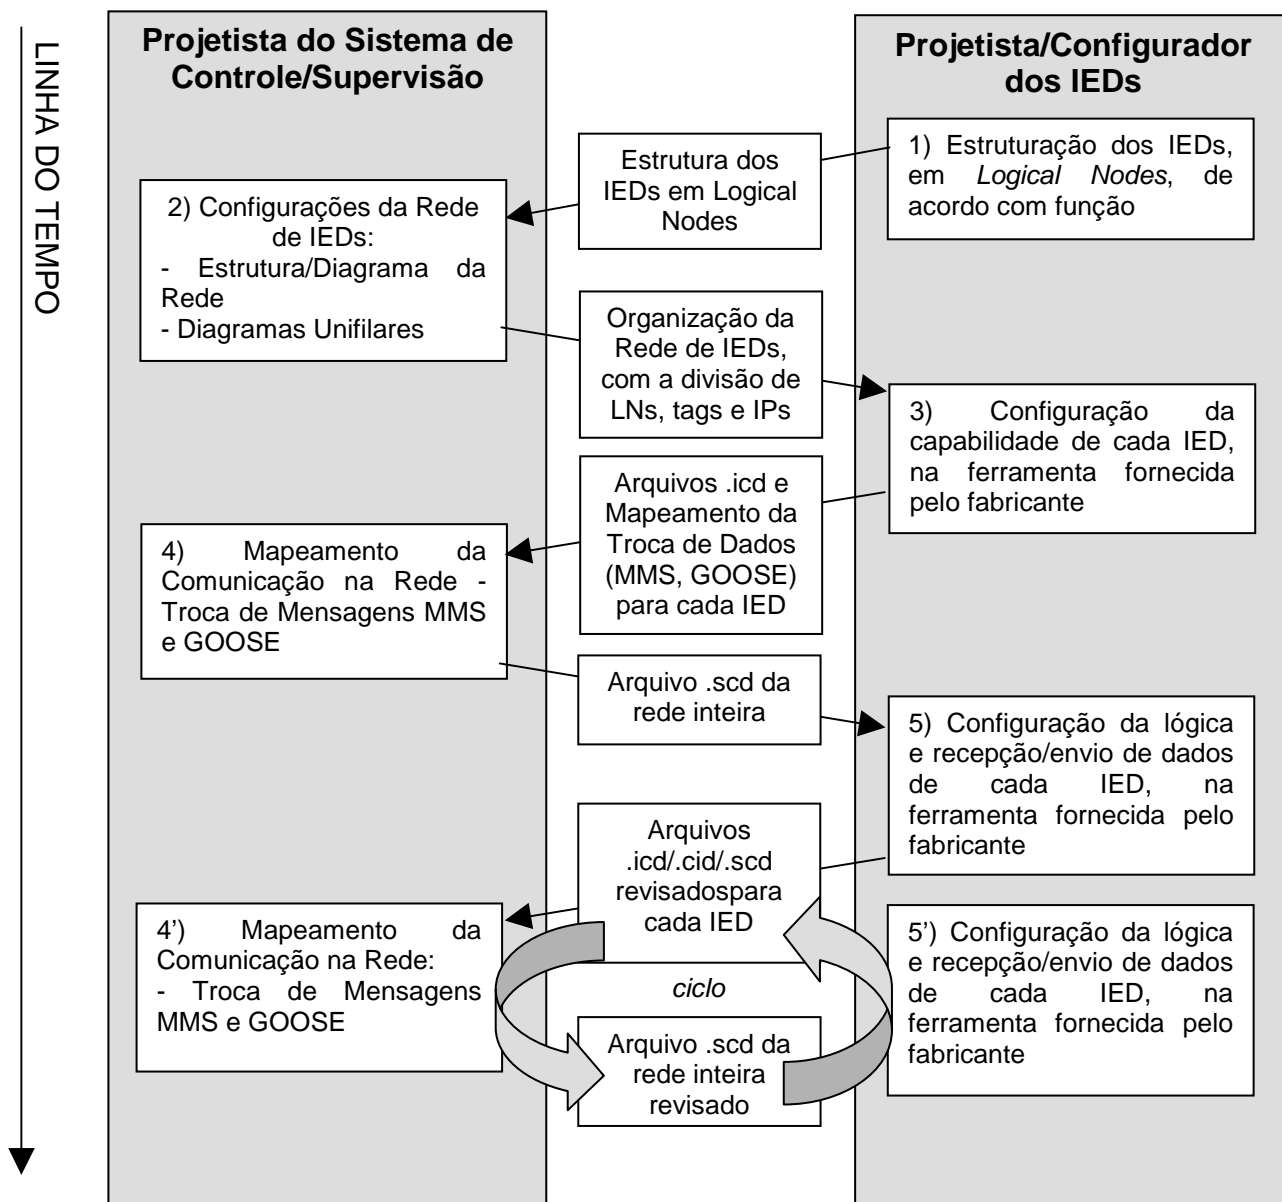 LINHA DO TEMPO
Projetista do Sistema de
Controle/Supervisão
Projetista/Configurador
dos IEDs
1) Estruturação dos IEDs,
em Logical Nodes, de
acordo com função
Estrutura dos
IEDs em Logical
Nodes
2) Configurações da Rede
de IEDs:
- Estrutura/Diagrama da
Rede
- Diagramas Unifilares
Organização da
Rede de IEDs,
com a divisão de
LNs, tags e IPs
3) Configuração da
capabilidade de cada IED,
na ferramenta fornecida
pelo fabricante
Arquivos .icd e
Mapeamento da
Troca de Dados
(MMS, GOOSE)
para cada IED
4) Mapeamento da
Comunicação na Rede -
Troca de Mensagens MMS
e GOOSE
Arquivo .scd da
rede inteira
5) Configuração da lógica
e recepção/envio de dados
de cada IED, na
ferramenta fornecida pelo
fabricante
Arquivos
.icd/.cid/.scd
revisadospara
cada IED
4') Mapeamento da
Comunicação na Rede:
- Troca de Mensagens
MMS e GOOSE
ciclo
5') Configuração da lógica
e recepção/envio de dados
de cada IED, na
ferramenta fornecida pelo
fabricante
Arquivo .scd da
rede inteira
revisado